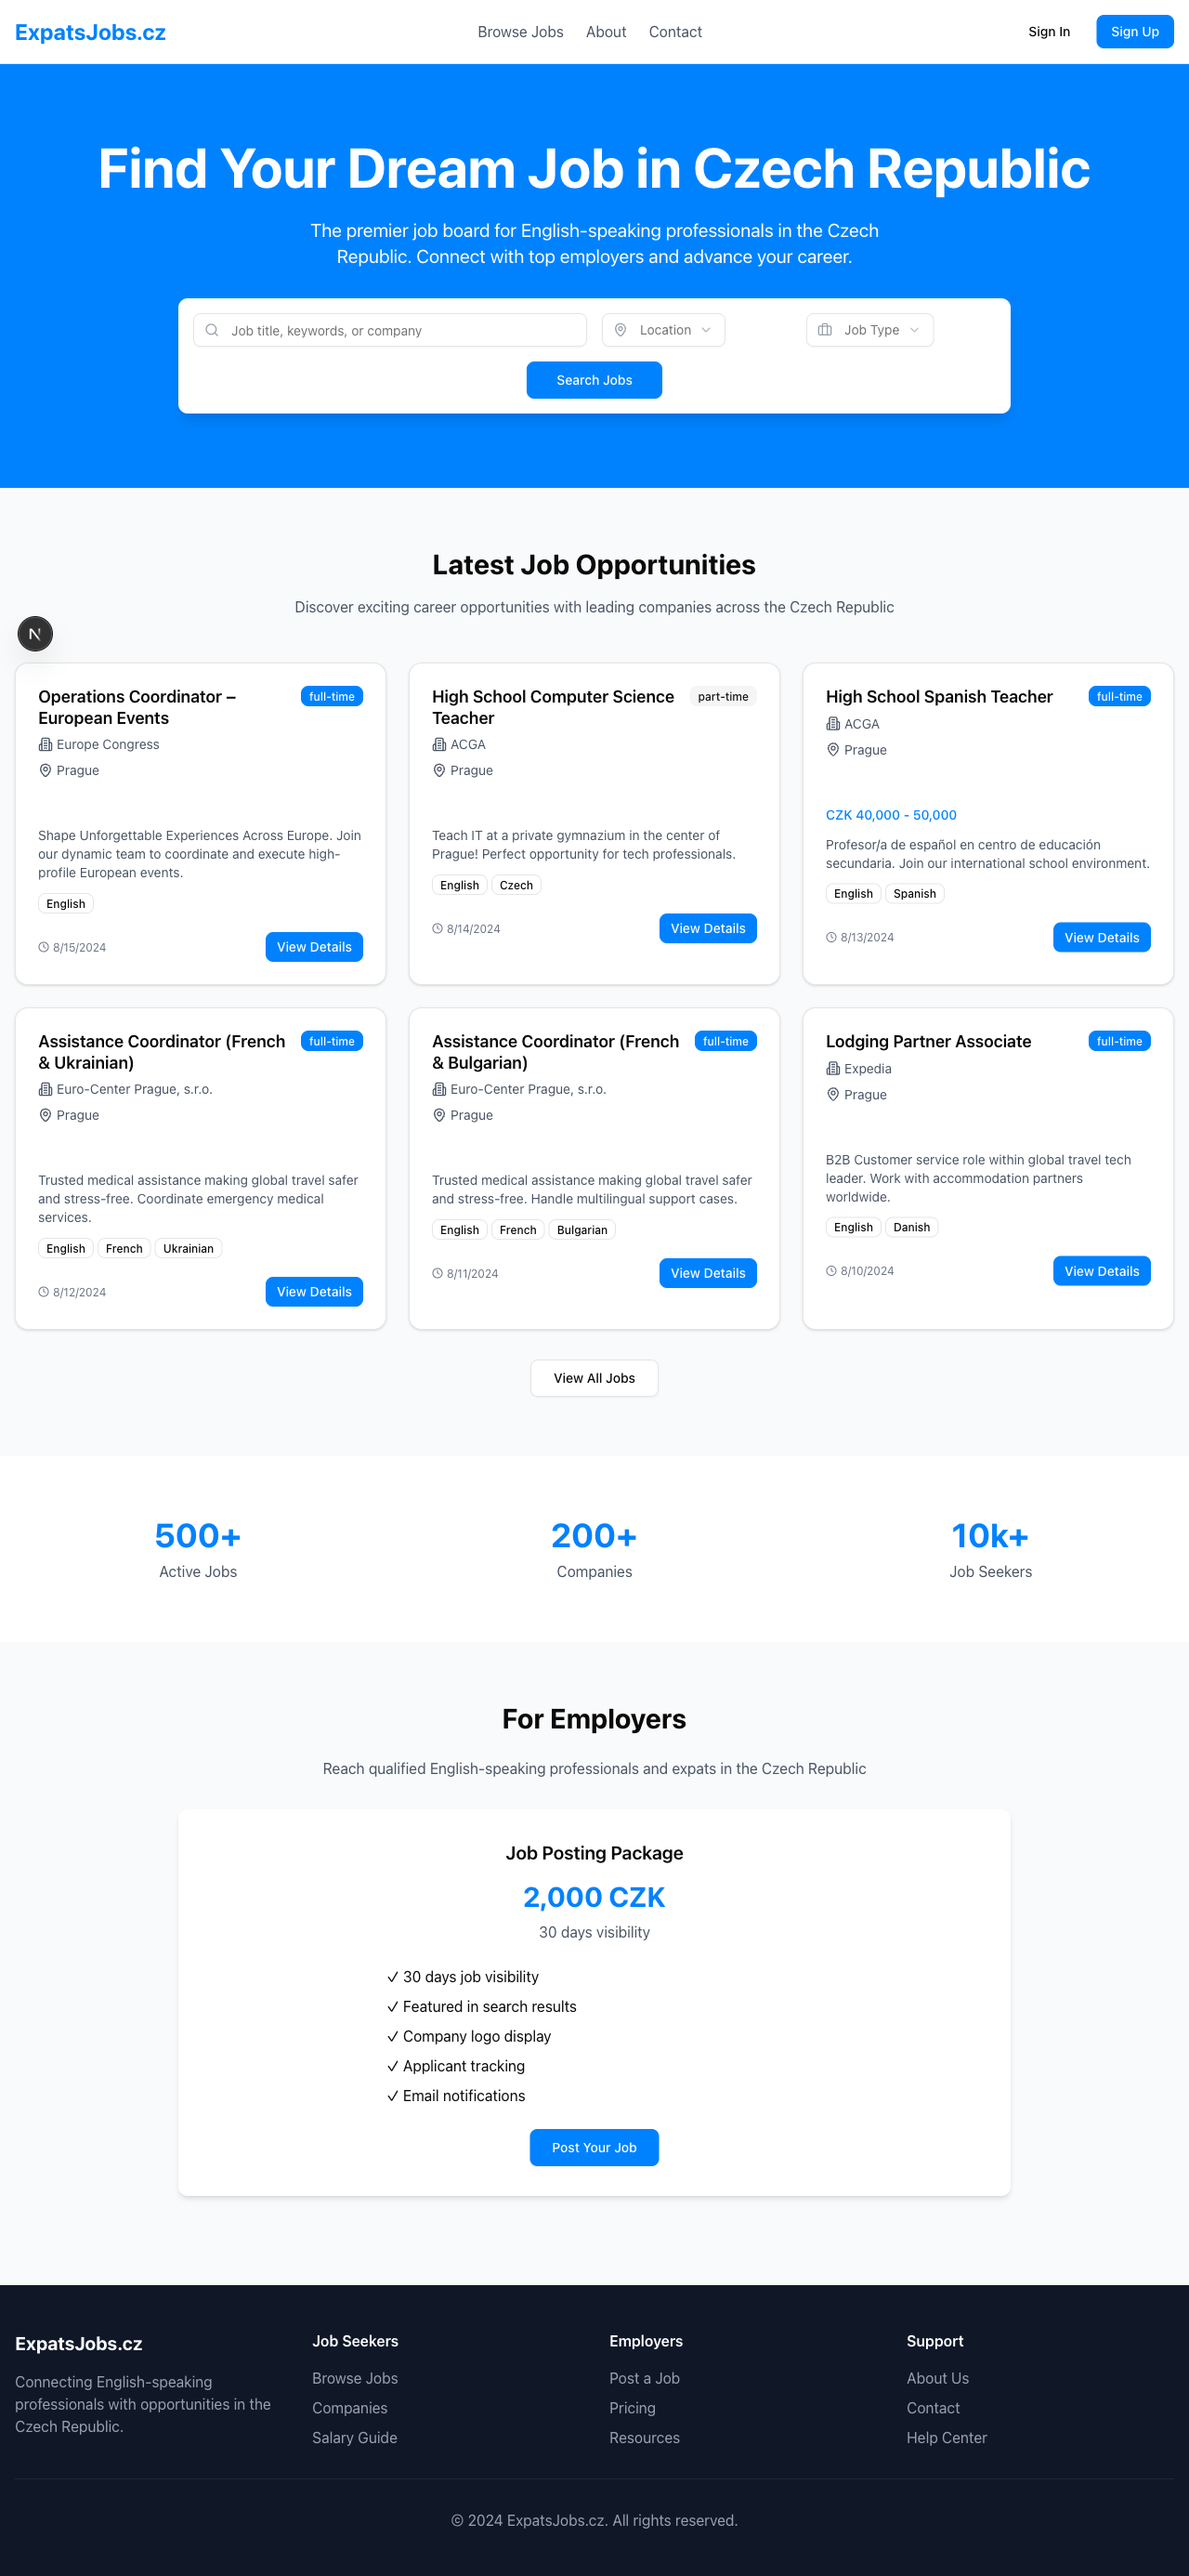 ExpatsJobs.cz
Browse Jobs
About
Contact
Sign In
Sign Up
Find Your Dream Job in Czech Republic
The premier job board for English-speaking professionals in the Czech
Republic. Connect with top employers and advance your career.
Job title, keywords, or company
Location
Job Type
Search Jobs
Latest Job Opportunities
Discover exciting career opportunities with leading companies across the Czech Republic
N
Operations Coordinator –
European Events
full-time
Europe Congress
Prague
Shape Unforgettable Experiences Across Europe. Join
our dynamic team to coordinate and execute high-
profile European events.
English
8/15/2024
View Details
High School Computer Science
Teacher
part-time
ACGA
Prague
Teach IT at a private gymnazium in the center of
Prague! Perfect opportunity for tech professionals.
English
Czech
8/14/2024
View Details
High School Spanish Teacher
full-time
ACGA
Prague
CZK 40,000 - 50,000
Profesor/a de español en centro de educación
secundaria. Join our international school environment.
English
Spanish
8/13/2024
View Details
Assistance Coordinator (French
& Ukrainian)
full-time
Euro-Center Prague, s.r.o.
Prague
Trusted medical assistance making global travel safer
and stress-free. Coordinate emergency medical
services.
English
French
Ukrainian
8/12/2024
View Details
Assistance Coordinator (French
& Bulgarian)
full-time
Euro-Center Prague, s.r.o.
Prague
Trusted medical assistance making global travel safer
and stress-free. Handle multilingual support cases.
English
French
Bulgarian
8/11/2024
View Details
Lodging Partner Associate
full-time
Expedia
Prague
B2B Customer service role within global travel tech
leader. Work with accommodation partners
worldwide.
English
Danish
8/10/2024
View Details
View All Jobs
500+
Active Jobs
200+
Companies
10k+
Job Seekers
For Employers
Reach qualified English-speaking professionals and expats in the Czech Republic
Job Posting Package
2,000 CZK
30 days visibility
✓ 30 days job visibility
✓ Featured in search results
✓ Company logo display
✓ Applicant tracking
✓ Email notifications
Post Your Job
ExpatsJobs.cz
Connecting English-speaking
professionals with opportunities in the
Czech Republic.
Job Seekers
Browse Jobs
Companies
Salary Guide
Employers
Post a Job
Pricing
Resources
Support
About Us
Contact
Help Center
© 2024 ExpatsJobs.cz. All rights reserved.